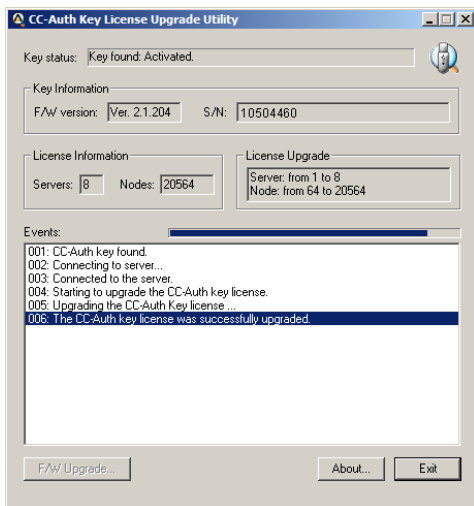 CC-Auth Key License Upgrade Utility
Key status: Key found: Activated.
Key Information
F/W version: Ver. 2.1.204 S/N: 10504460
License Information
Servers: 8 Nodes: 20564
License Upgrade
Server: from 1 to 8
Node: from 64 to 20564
Events:
001: CC-Auth key found.
002: Connecting to server...
003: Connected to the server.
004: Starting to upgrade the CC-Auth key license.
005: Upgrading the CC-Auth Key license ...
006: The CC-Auth key license was successfully upgraded.
F/W Upgrade... About... Exit